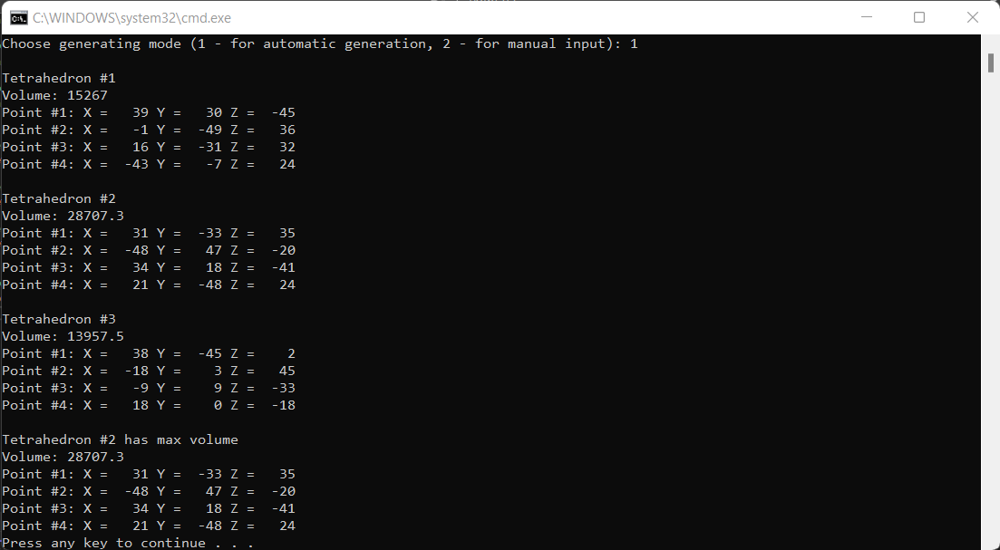 C:\WINDOWS\system32\cmd.exe
Choose generating mode (1 - for automatic generation, 2 - for manual input): 1
Tetrahedron #1
Volume: 15267
Point #1: X =   39 Y =   30 Z =  -45
Point #2: X =   -1 Y =  -49 Z =   36
Point #3: X =   16 Y =  -31 Z =   32
Point #4: X =  -43 Y =   -7 Z =   24
Tetrahedron #2
Volume: 28707.3
Point #1: X =   31 Y =  -33 Z =   35
Point #2: X =  -48 Y =   47 Z =  -20
Point #3: X =   34 Y =   18 Z =  -41
Point #4: X =   21 Y =  -48 Z =   24
Tetrahedron #3
Volume: 13957.5
Point #1: X =   38 Y =  -45 Z =    2
Point #2: X =  -18 Y =    3 Z =   45
Point #3: X =   -9 Y =    9 Z =  -33
Point #4: X =   18 Y =    0 Z =  -18
Tetrahedron #2 has max volume
Volume: 28707.3
Point #1: X =   31 Y =  -33 Z =   35
Point #2: X =  -48 Y =   47 Z =  -20
Point #3: X =   34 Y =   18 Z =  -41
Point #4: X =   21 Y =  -48 Z =   24
Press any key to continue . . .